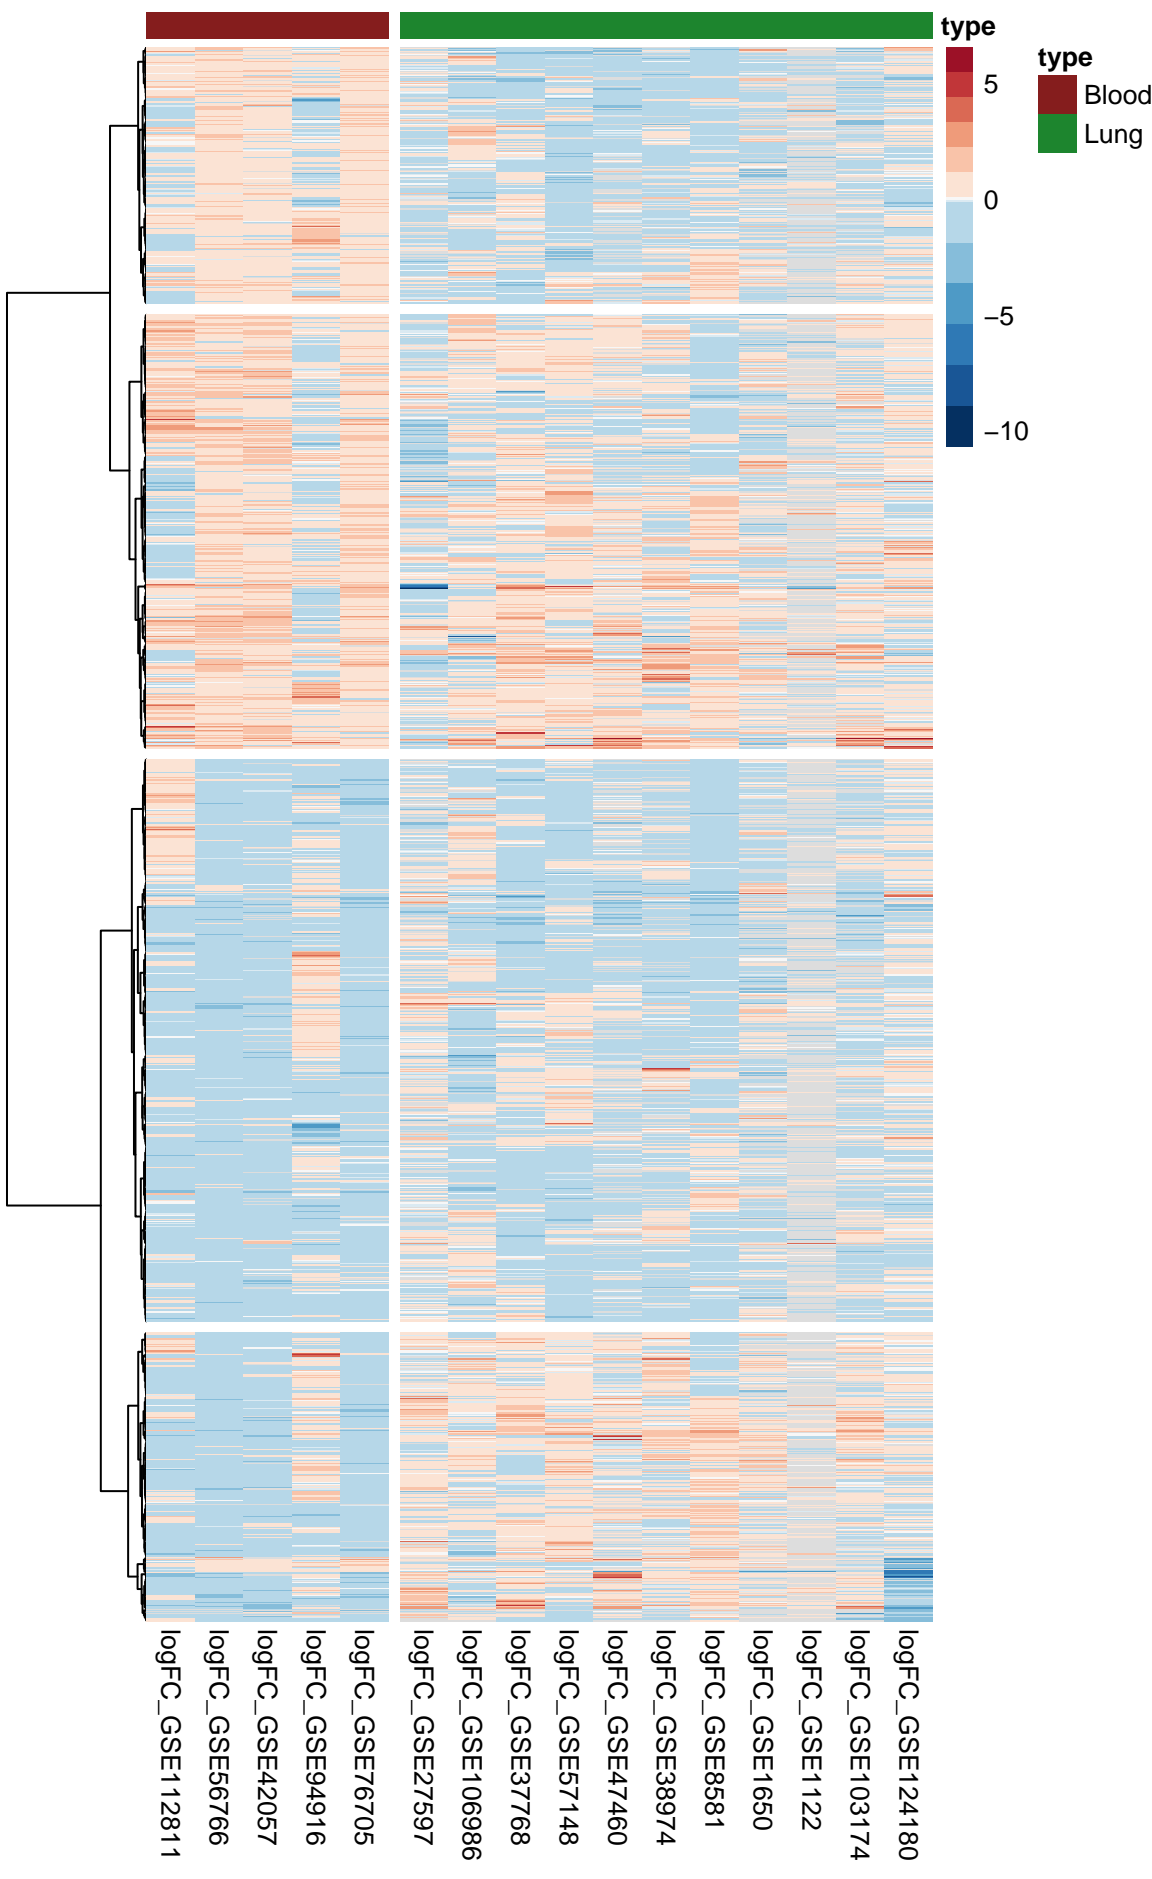 type
type
5
0
−5
−10
Blood
Lung
logFC_GSE112811
logFC_GSE56766
logFC_GSE42057
logFC_GSE94916
logFC_GSE76705
logFC_GSE27597
logFC_GSE106986
logFC_GSE37768
logFC_GSE57148
logFC_GSE47460
logFC_GSE38974
logFC_GSE8581
logFC_GSE1650
logFC_GSE1122
logFC_GSE103174
logFC_GSE124180